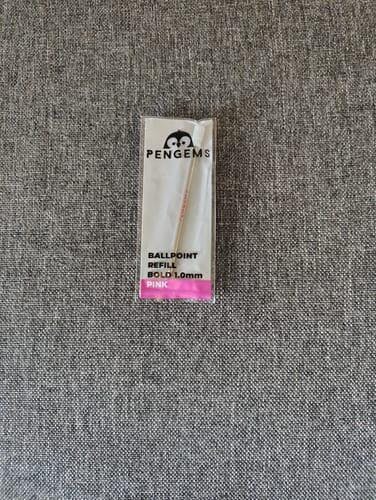 PENGEMS
BALLPOINT
REFILL
BOLD 1.0mm
PINK